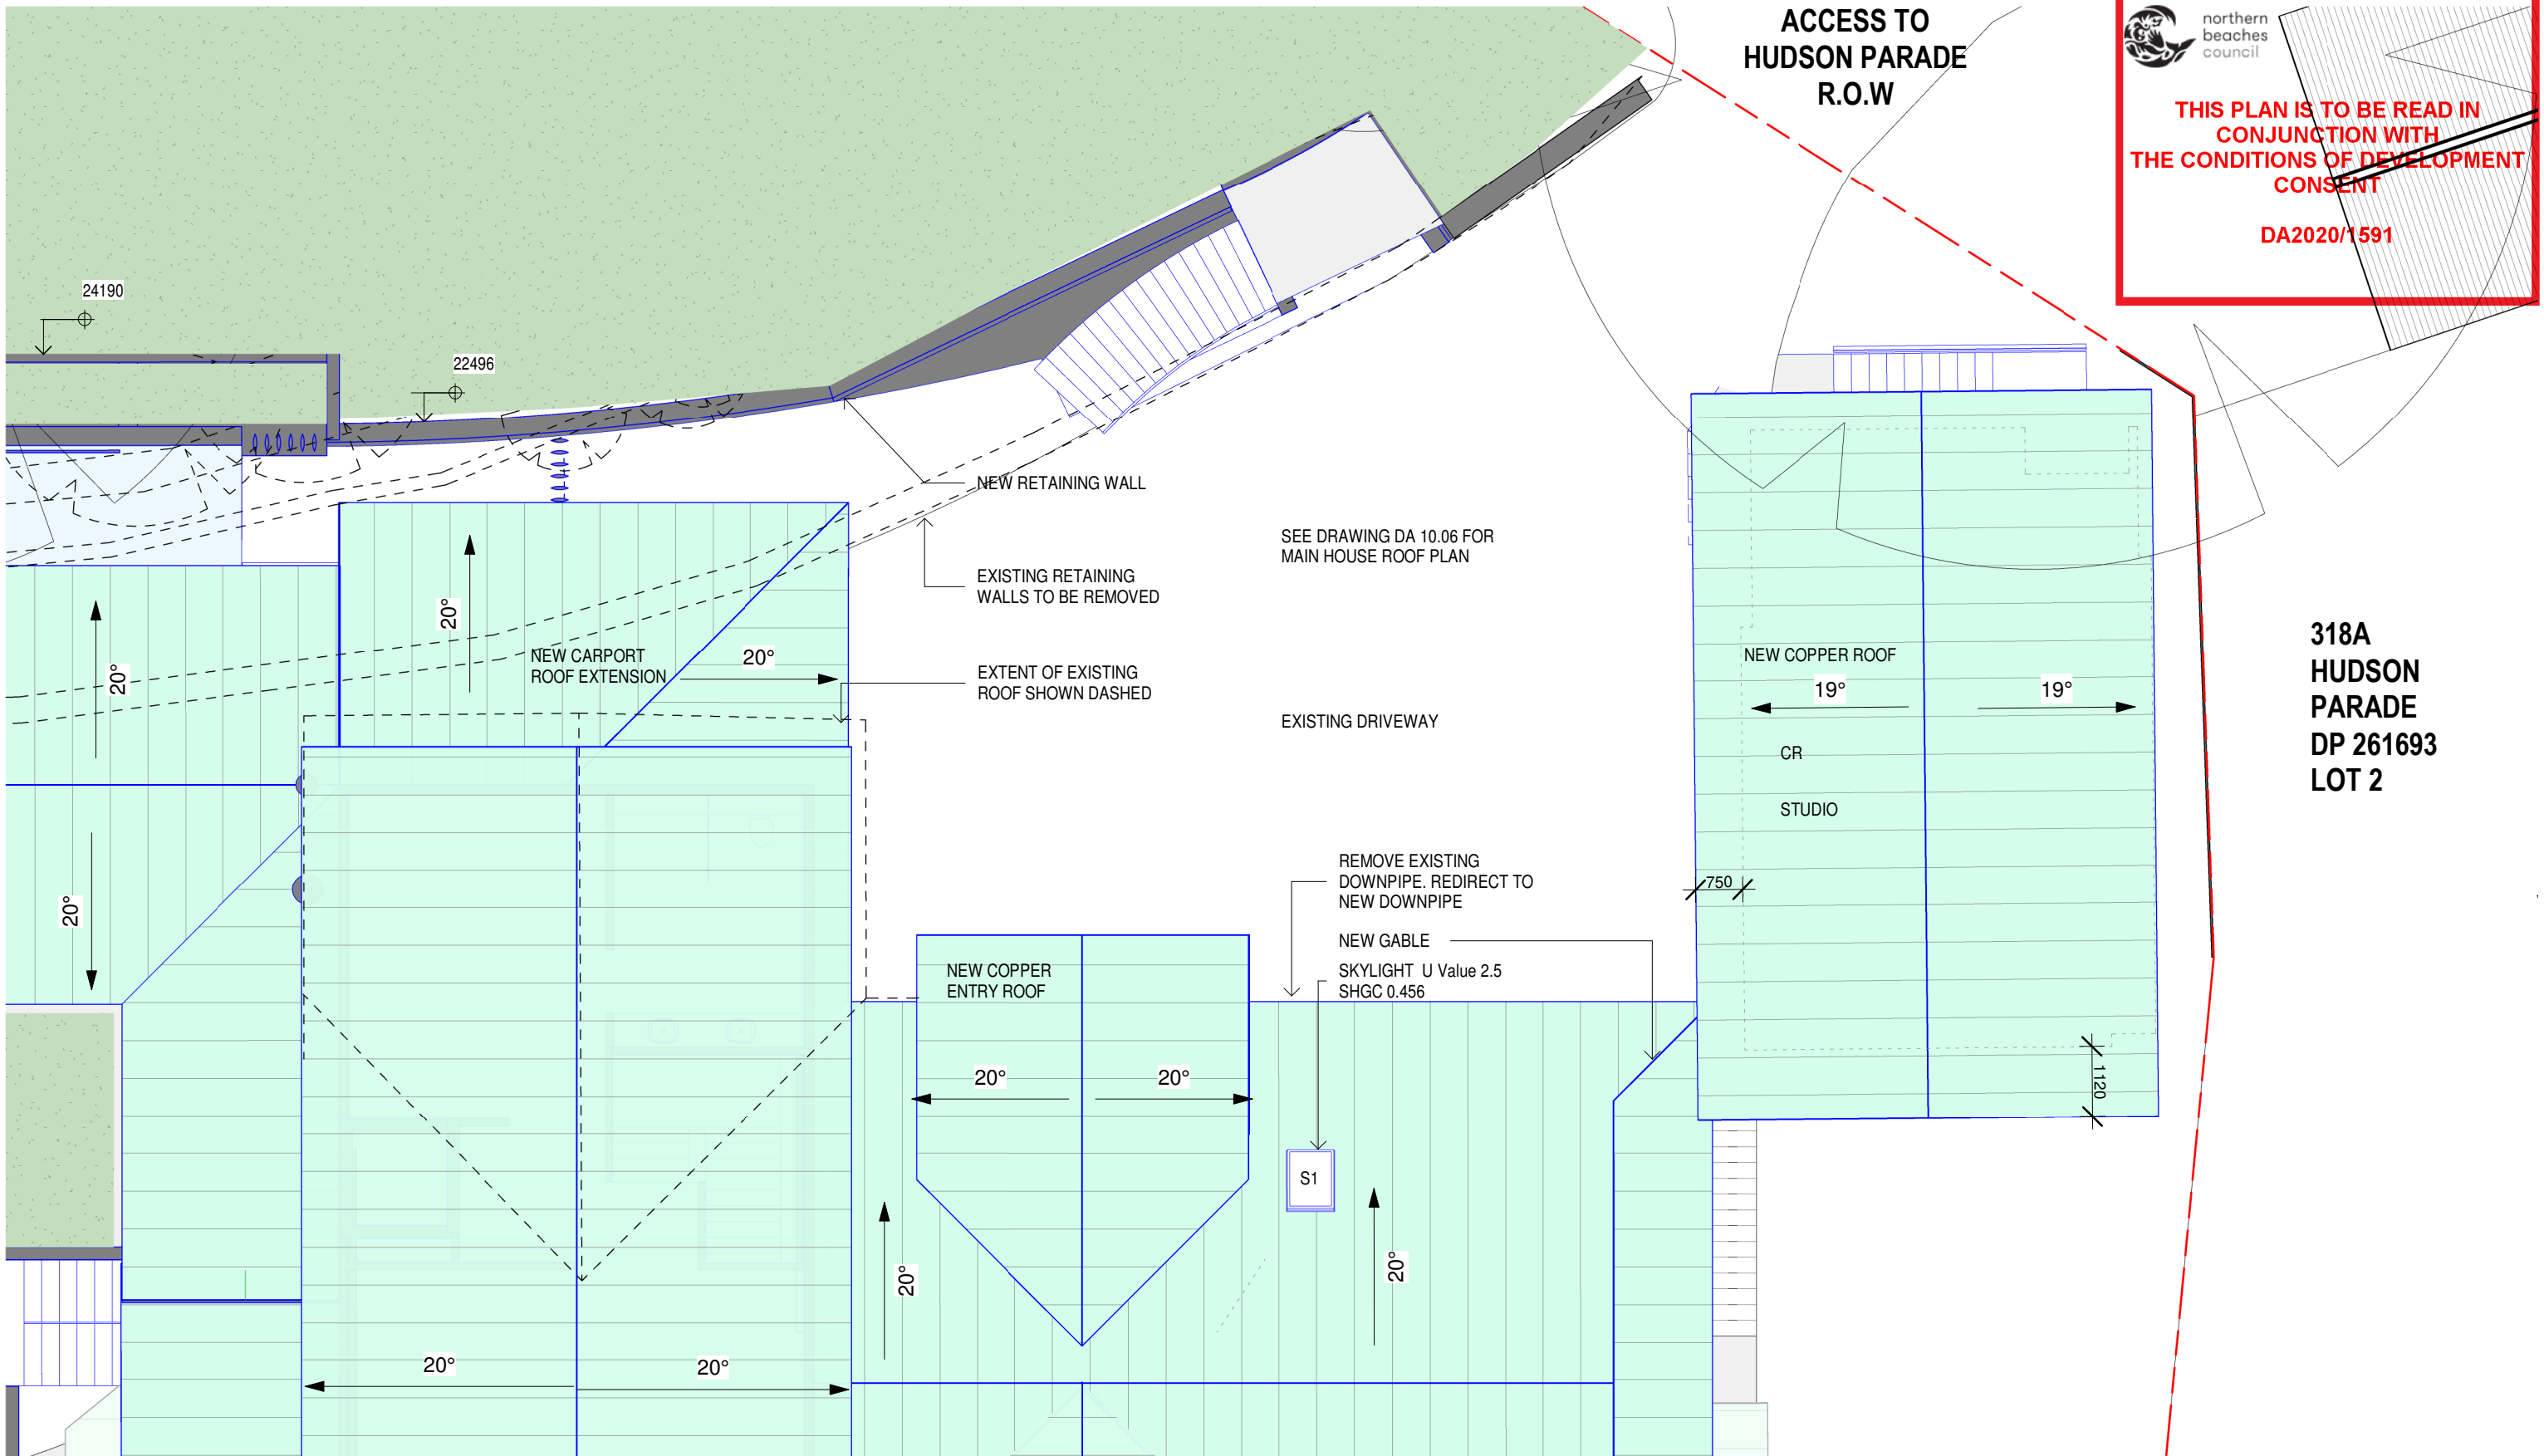 ACCESS TO
HUDSON PARADE
R.O.W
northern
beaches
council
THIS PLAN IS TO BE READ IN
CONJUNCTION WITH
THE CONDITIONS OF DEVELOPMENT
CONSENT
DA2020/1591
24190
22496
NEW RETAINING WALL
SEE DRAWING DA 10.06 FOR
MAIN HOUSE ROOF PLAN
EXISTING RETAINING
WALLS TO BE REMOVED
20°
20°
NEW CARPORT
ROOF EXTENSION
20°
EXTENT OF EXISTING
ROOF SHOWN DASHED
EXISTING DRIVEWAY
NEW COPPER ROOF
19°
19°
CR
STUDIO
318A
HUDSON
PARADE
DP 261693
LOT 2
20°
REMOVE EXISTING
DOWNPIPE. REDIRECT TO
NEW DOWNPIPE
750
NEW GABLE
SKYLIGHT U Value 2.5
SHGC 0.456
NEW COPPER
ENTRY ROOF
20°
20°
1120
S1
20°
20°
20°
20°